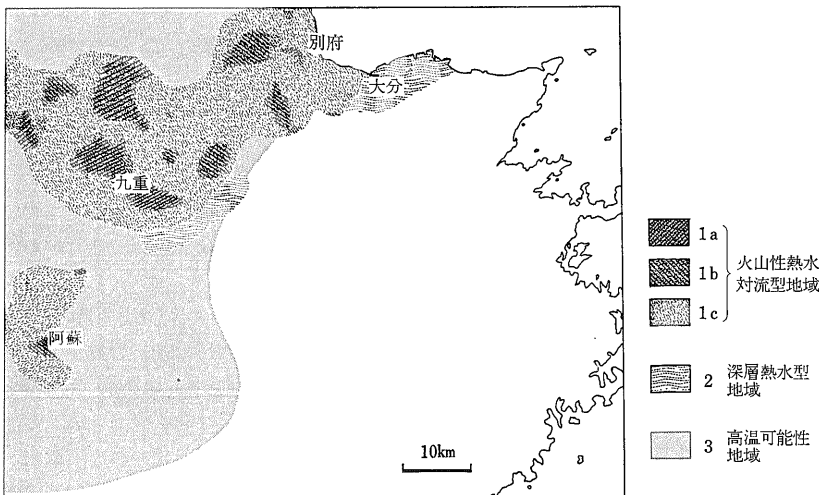 別府
大分
九重
阿蘇
10km
1a
1b
1c
火山性熱水
対流型地域
2 深層熱水型
地域
3 高温可能性
地域